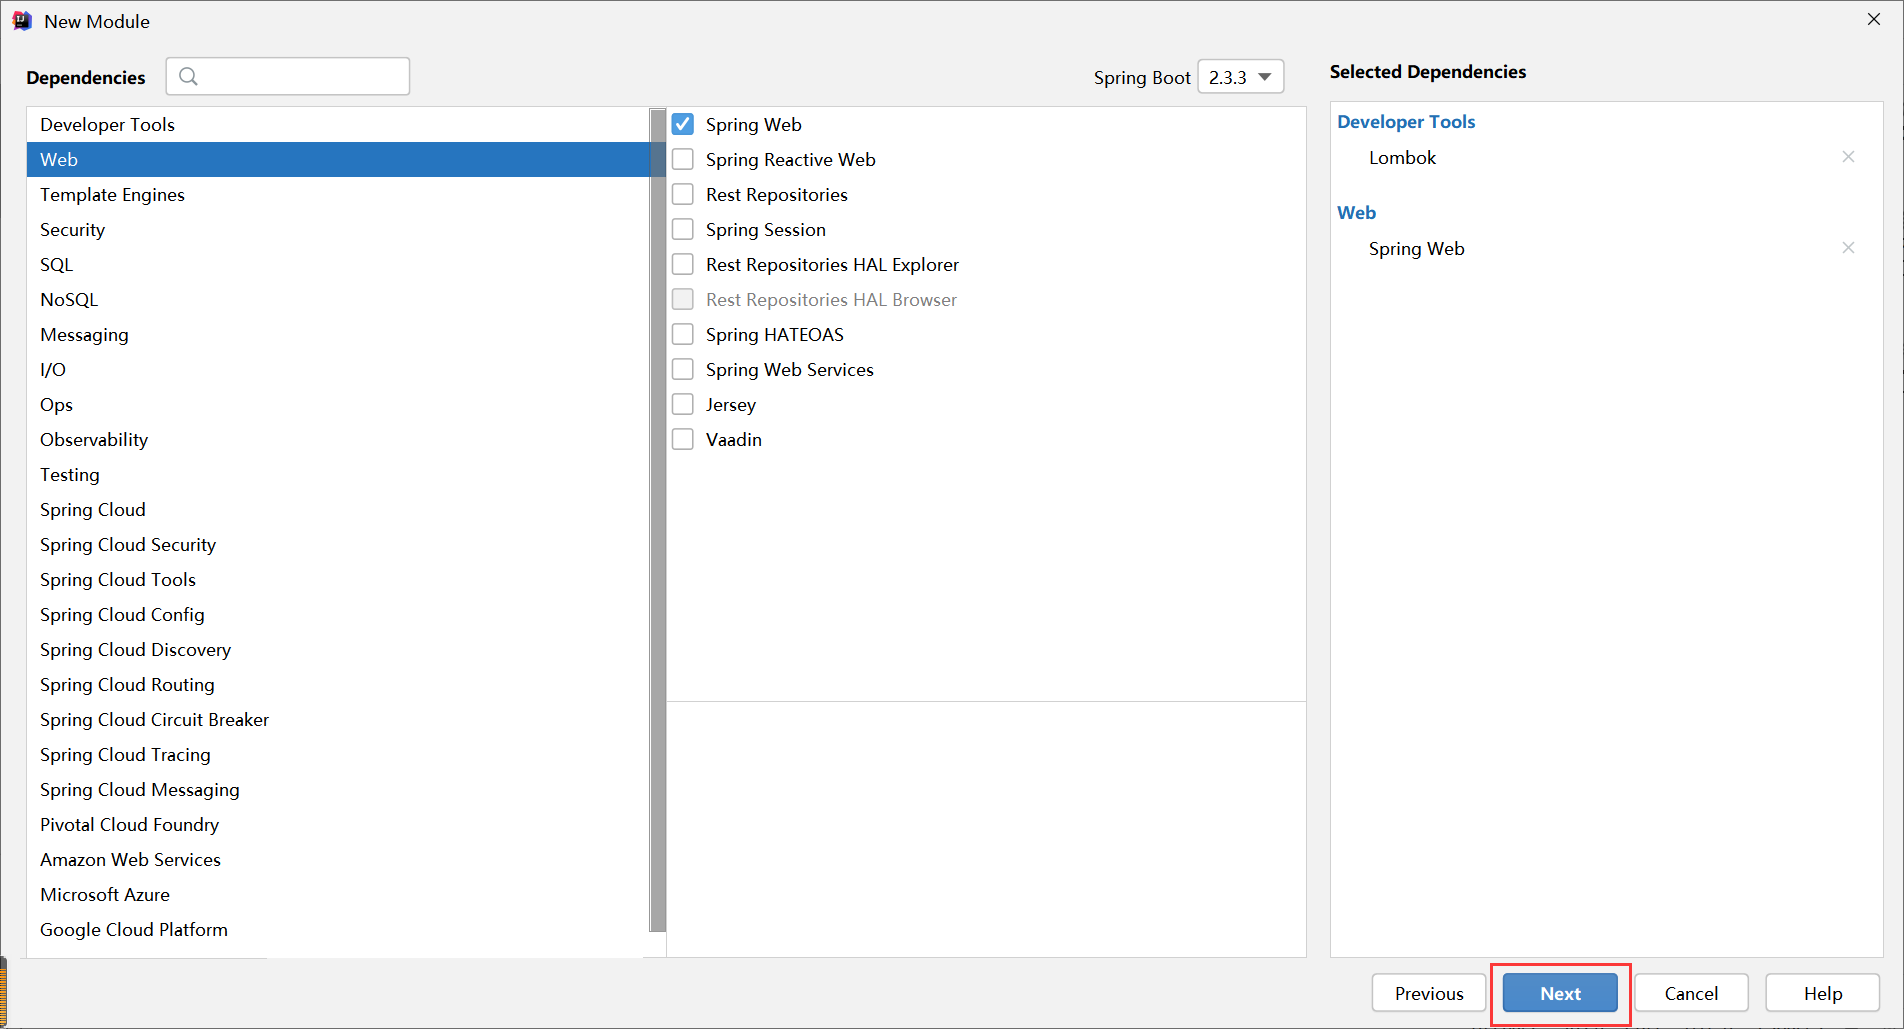 New Module
Dependencies
Spring Boot 2.3.3
Selected Dependencies
Developer Tools
Web
Template Engines
Security
SQL
NoSQL
Messaging
I/O
Ops
Observability
Testing
Spring Cloud
Spring Cloud Security
Spring Cloud Tools
Spring Cloud Config
Spring Cloud Discovery
Spring Cloud Routing
Spring Cloud Circuit Breaker
Spring Cloud Tracing
Spring Cloud Messaging
Pivotal Cloud Foundry
Amazon Web Services
Microsoft Azure
Google Cloud Platform
Spring Web
Spring Reactive Web
Rest Repositories
Spring Session
Rest Repositories HAL Explorer
Rest Repositories HAL Browser
Spring HATEOAS
Spring Web Services
Jersey
Vaadin
Developer Tools
Lombok
Web
Spring Web
Previous
Next
Cancel
Help